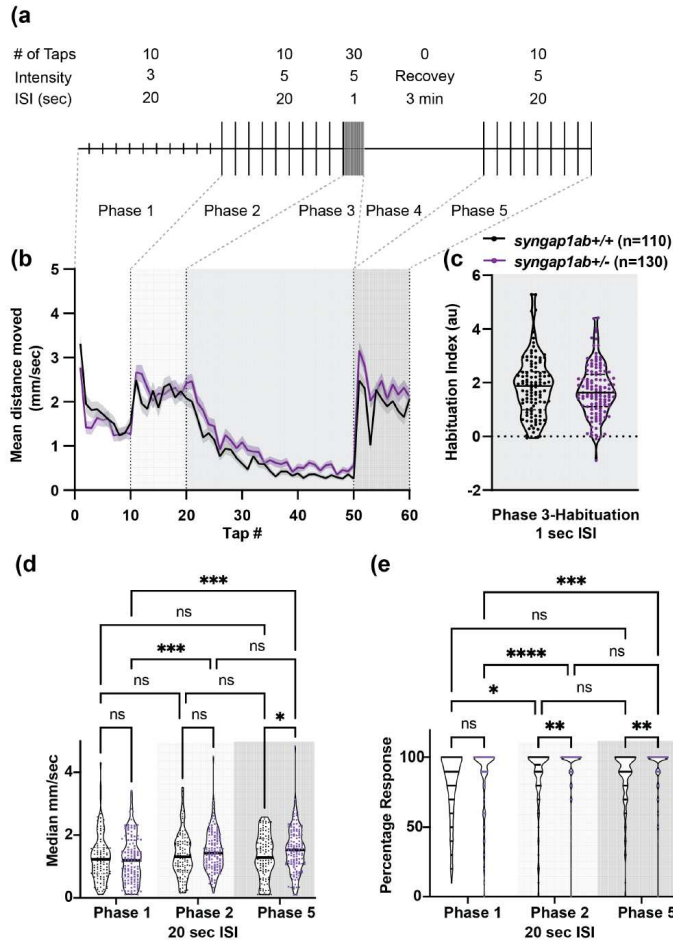 (a)
# of Taps 10 10 30 0 10
Intensity 3 5 5 Recovey 5
ISI (sec) 20 20 1 3 min 20
Phase 1 Phase 2 Phase 3 Phase 4 Phase 5
(b)
Mean distance moved
(mm/sec)
5
4
3
2
1
0
0 10 20 30 40 50 60
Tap #
(c)
syngap1ab+/+ (n=110)
syngap1ab+/- (n=130)
Habituation Index (au)
6
4
2
0
-2
Phase 3-Habituation
1 sec ISI
(d)
***
ns
***
ns ns
ns ns *
Median mm/sec
4
2
0
Phase 1 Phase 2 Phase 5
20 sec ISI
(e)
***
ns
****
ns
* ns
ns ** **
Percentage Response
100
50
0
Phase 1 Phase 2 Phase 5
20 sec ISI